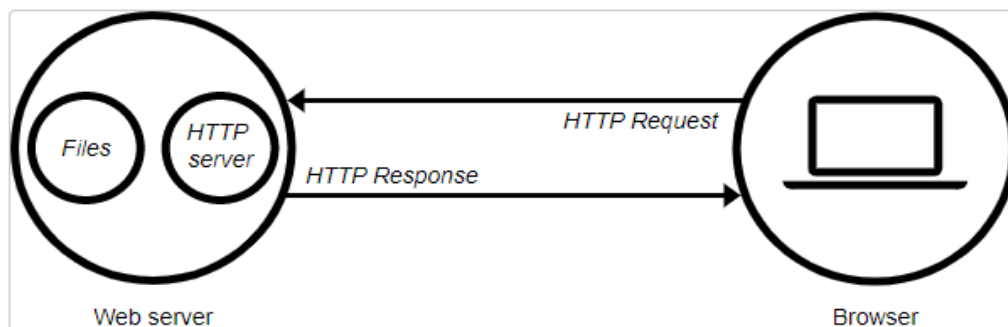 HTTP Request
Files
HTTP
server
HTTP Response
Web server
Browser